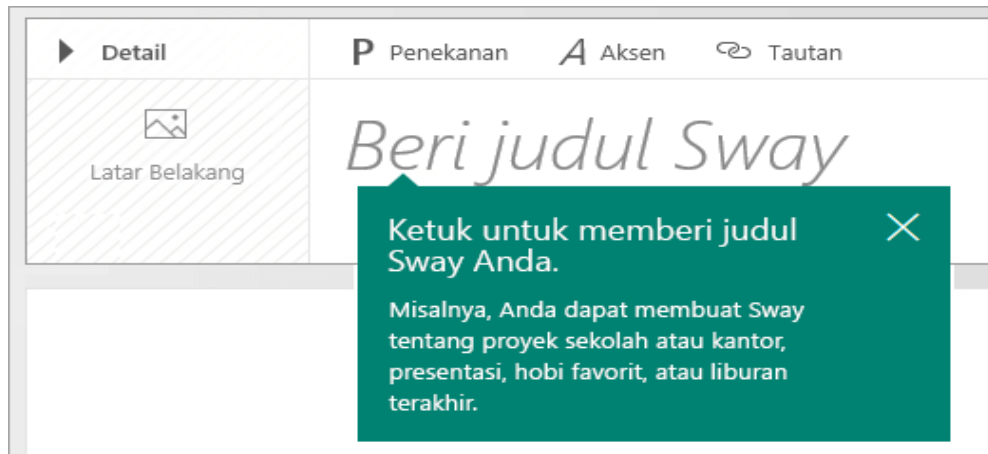 Detail
P Penekanan A Aksen Tautan
Latar Belakang
Beri judul Sway
Ketuk untuk memberi judul
Sway Anda.
Misalnya, Anda dapat membuat Sway
tentang proyek sekolah atau kantor,
presentasi, hobi favorit, atau liburan
terakhir.